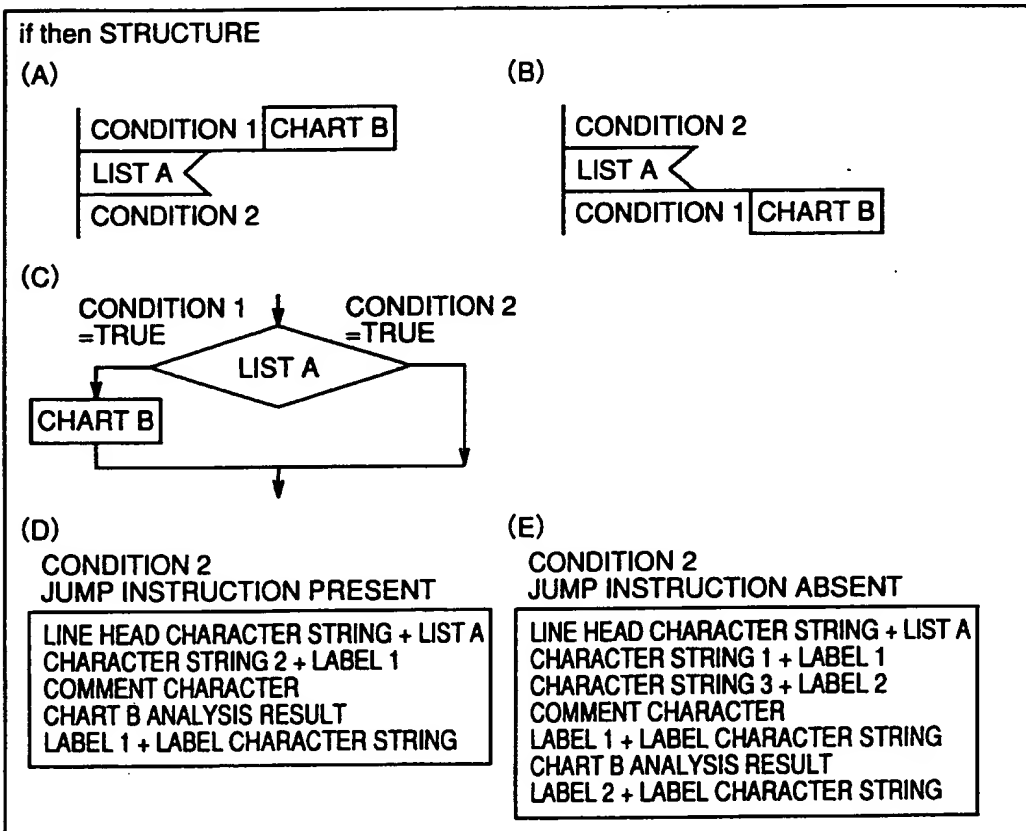 if then STRUCTURE
(A)
CONDITION 1 CHART B
LIST A
CONDITION 2
(B)
CONDITION 2
LIST A
CONDITION 1 CHART B
(C)
CONDITION 1
=TRUE
CONDITION 2
=TRUE
LIST A
CHART B
(D)
CONDITION 2
JUMP INSTRUCTION PRESENT
LINE HEAD CHARACTER STRING + LIST A
CHARACTER STRING 2 + LABEL 1
COMMENT CHARACTER
CHART B ANALYSIS RESULT
LABEL 1 + LABEL CHARACTER STRING
(E)
CONDITION 2
JUMP INSTRUCTION ABSENT
LINE HEAD CHARACTER STRING + LIST A
CHARACTER STRING 1 + LABEL 1
CHARACTER STRING 3 + LABEL 2
COMMENT CHARACTER
LABEL 1 + LABEL CHARACTER STRING
CHART B ANALYSIS RESULT
LABEL 2 + LABEL CHARACTER STRING